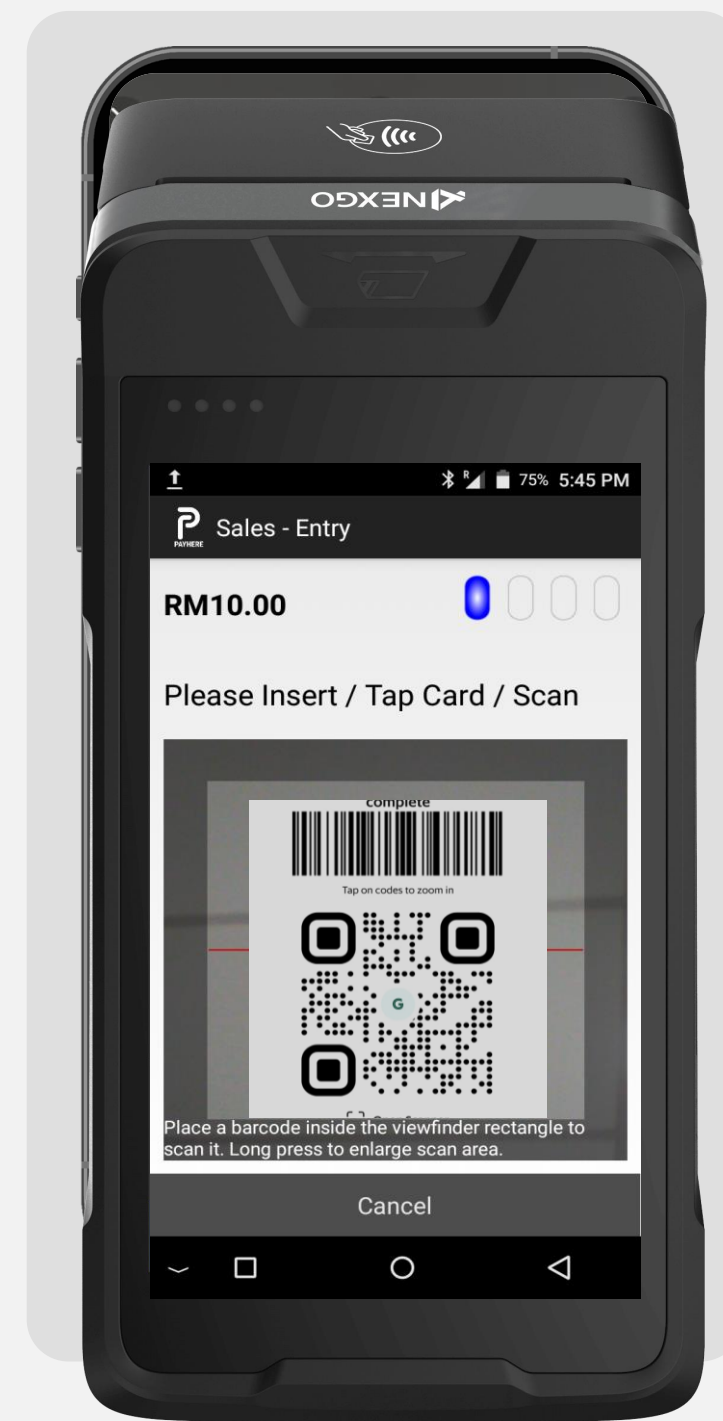 NEXGO
75% 5:45 PM
PAYHERE
Sales - Entry
RM10.00
Please Insert / Tap Card / Scan
complete
Tap on codes to zoom in
G
Place a barcode inside the viewfinder rectangle to
scan it. Long press to enlarge scan area.
Cancel